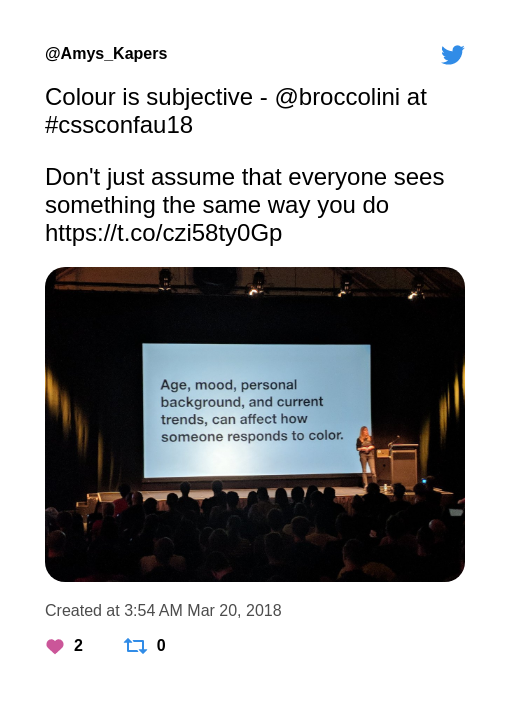 @Amys_Kapers
Colour is subjective - @broccolini at
#cssconfau18
Don't just assume that everyone sees
something the same way you do
https://t.co/czi58ty0Gp
Age, mood, personal
background, and current
trends, can affect how
someone responds to color.
Created at 3:54 AM Mar 20, 2018
2
0